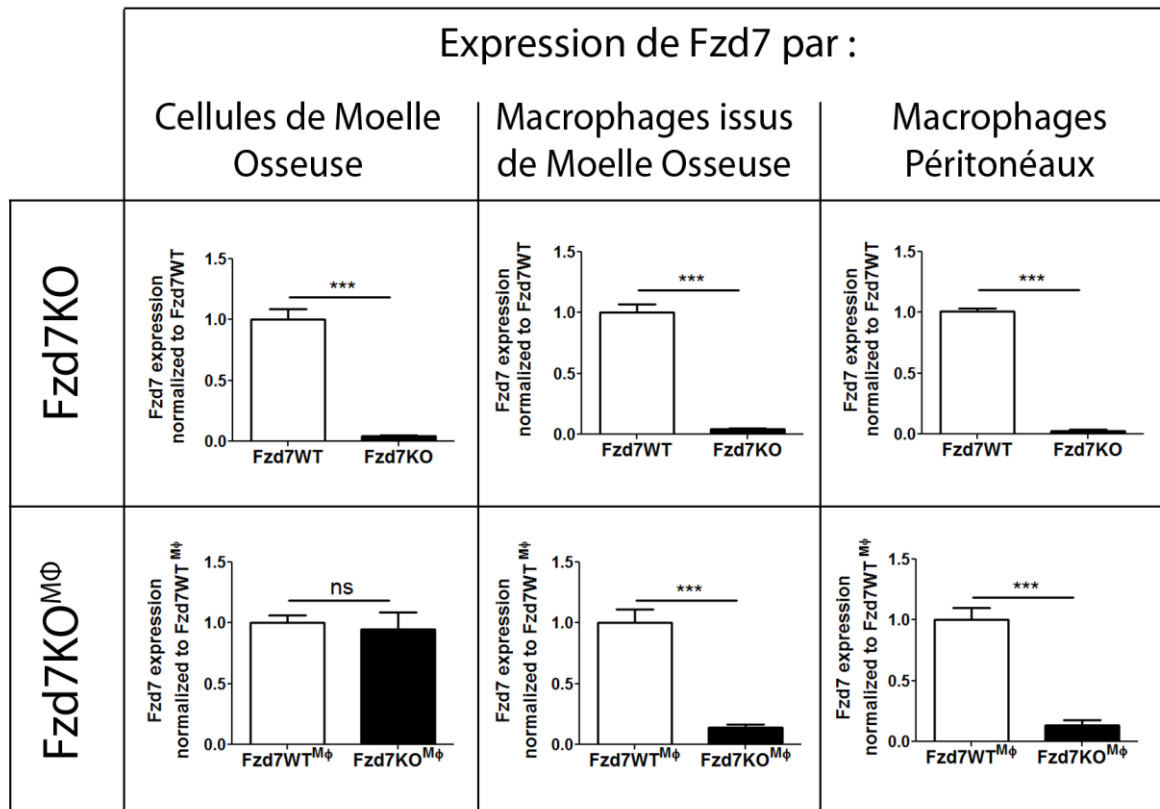 Expression de Fzd7 par :
Cellules de Moelle
Osseuse
Macrophages issus
de Moelle Osseuse
Macrophages
Péritonéaux
Fzd7KO
Fzd7 expression
normalized to Fzd7WT
1.5
1.0
0.5
0.0
***
Fzd7WT
Fzd7KO
Fzd7 expression
normalized to Fzd7WT
1.5
1.0
0.5
0.0
***
Fzd7WT
Fzd7KO
Fzd7 expression
normalized to Fzd7WT
1.5
1.0
0.5
0.0
***
Fzd7WT
Fzd7KO
Fzd7KO^MΦ
Fzd7 expression
normalized to Fzd7WT^Mϕ
1.5
1.0
0.5
0.0
ns
Fzd7WT^Mϕ
Fzd7KO^Mϕ
Fzd7 expression
normalized to Fzd7WT^Mϕ
1.5
1.0
0.5
0.0
***
Fzd7WT^Mϕ
Fzd7KO^Mϕ
Fzd7 expression
normalized to Fzd7WT^Mϕ
1.5
1.0
0.5
0.0
***
Fzd7WT^Mϕ
Fzd7KO^Mϕ